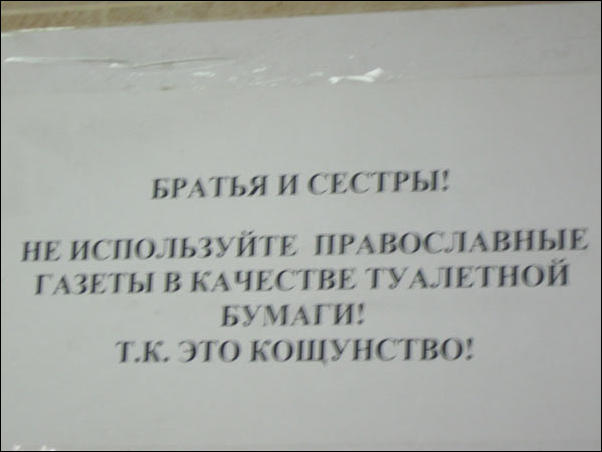 БРАТЬЯ И СЕСТРЫ!
НЕ ИСПОЛЬЗУЙТЕ ПРАВОСЛАВНЫЕ
ГАЗЕТЫ В КАЧЕСТВЕ ТУАЛЕТНОЙ
БУМАГИ!
Т.К. ЭТО КОЩУНСТВО!